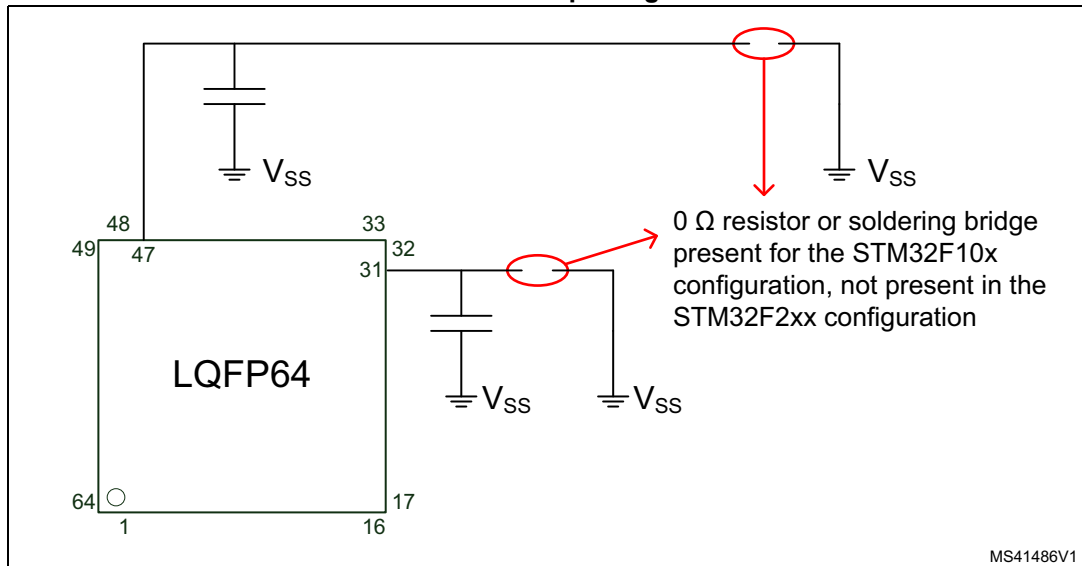 V_SS
V_SS
48
33
49
47
32
31
0 Ω resistor or soldering bridge
present for the STM32F10x
configuration, not present in the
STM32F2xx configuration
LQFP64
V_SS
V_SS
64
17
1
16
MS41486V1